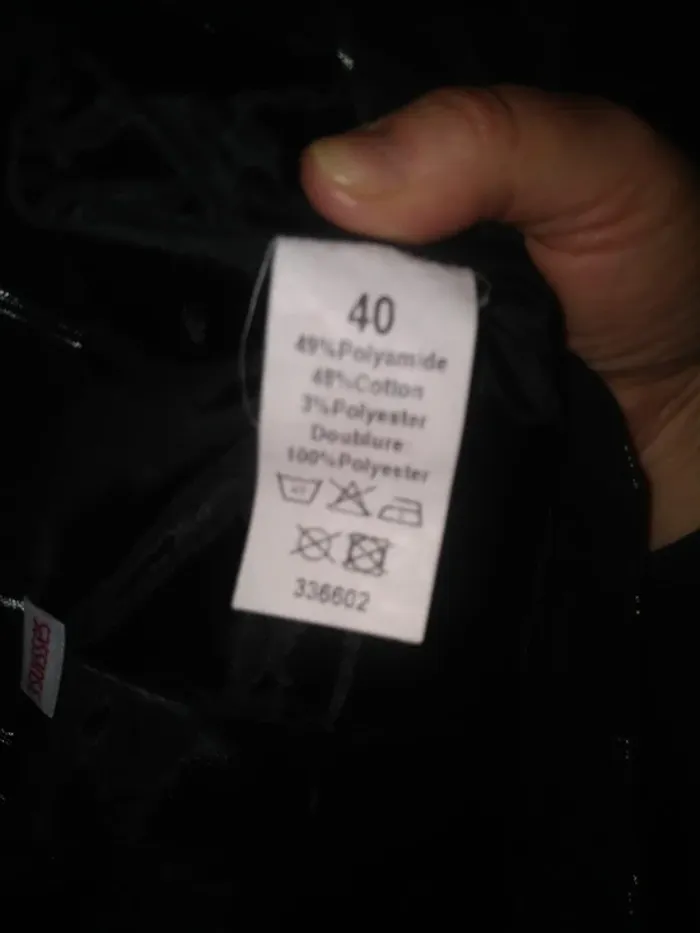 40
49%Polyamide
48%Cotton
3%Polyester
Doublure:
100%Polyester
336602